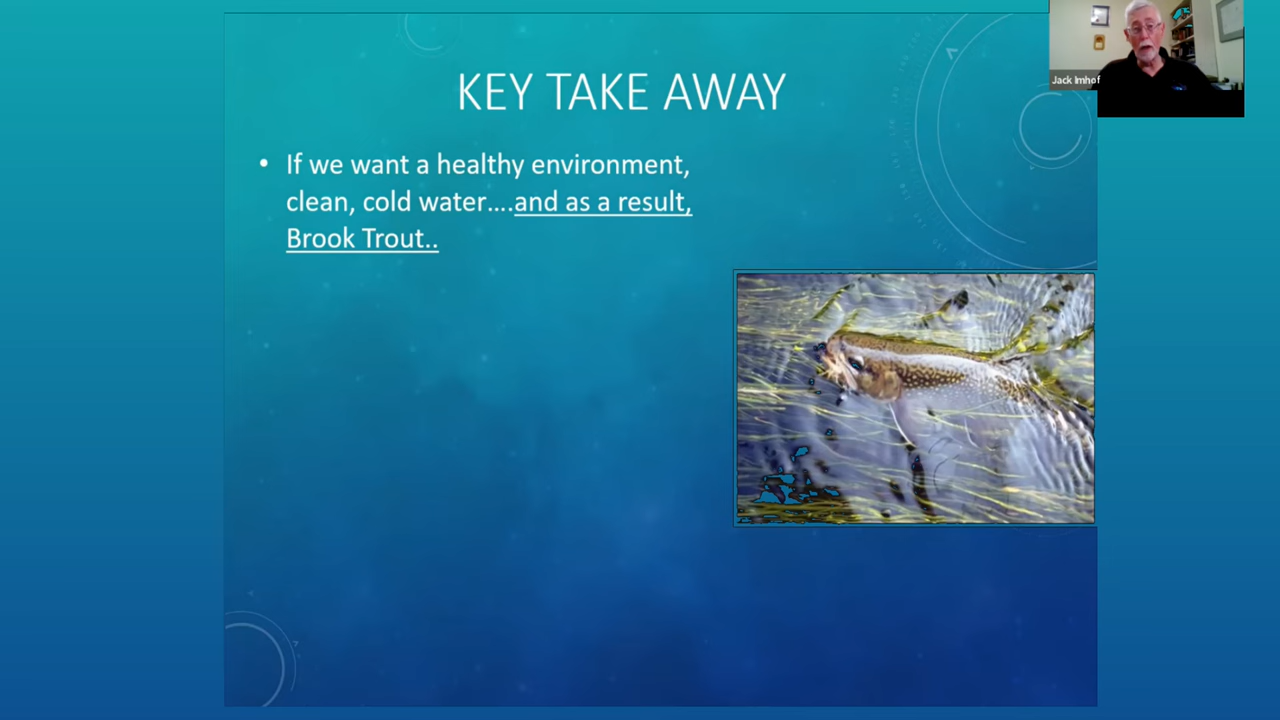 Jack Imhof
KEY TAKE AWAY
• If we want a healthy environment,
clean, cold water....and as a result,
Brook Trout..